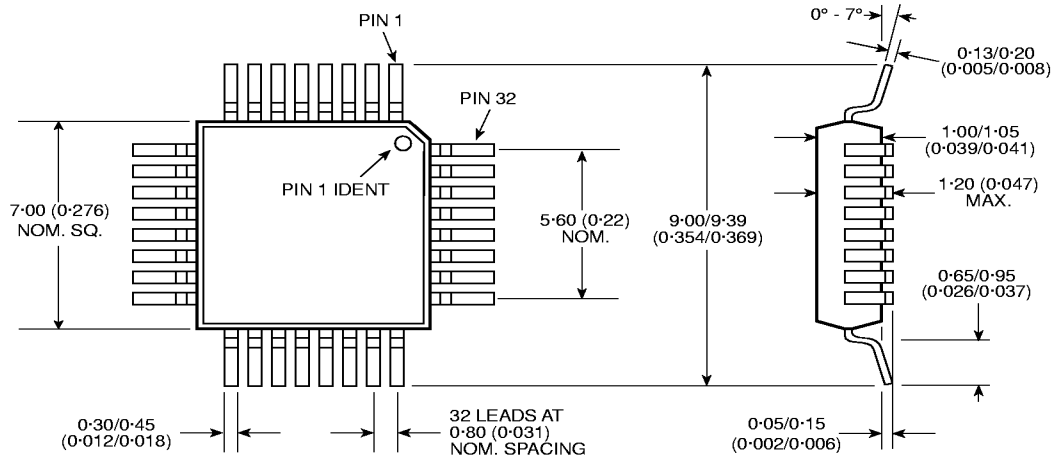 PIN 1
0° - 7°
0·13/0·20
(0·005/0·008)
PIN 32
1·00/1·05
(0·039/0·041)
PIN 1 IDENT
1·20 (0·047)
MAX.
7·00 (0·276)
NOM. SQ.
5·60 (0·22)
NOM.
9·00/9·39
(0·354/0·369)
0·65/0·95
(0·026/0·037)
0·30/0·45
(0·012/0·018)
32 LEADS AT
0·80 (0·031)
NOM. SPACING
0·05/0·15
(0·002/0·006)